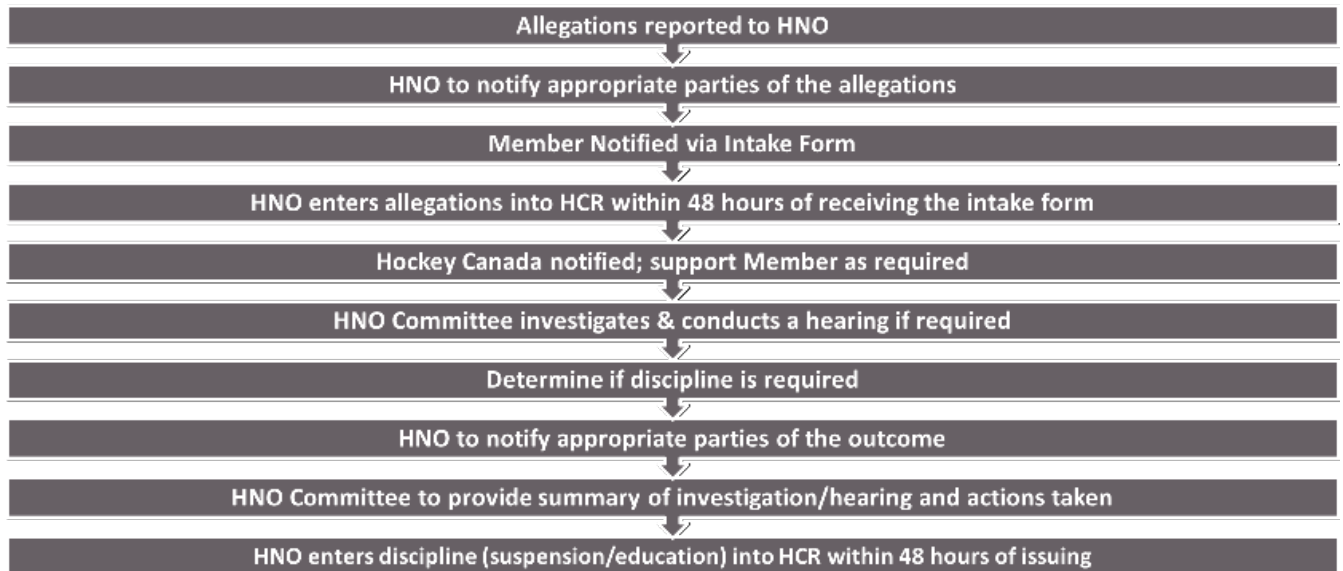 Allegations reported to HNO
HNO to notify appropriate parties of the allegations
Member Notified via Intake Form
HNO enters allegations into HCR within 48 hours of receiving the intake form
Hockey Canada notified; support Member as required
HNO Committee investigates & conducts a hearing if required
Determine if discipline is required
HNO to notify appropriate parties of the outcome
HNO Committee to provide summary of investigation/hearing and actions taken
HNO enters discipline (suspension/education) into HCR within 48 hours of issuing